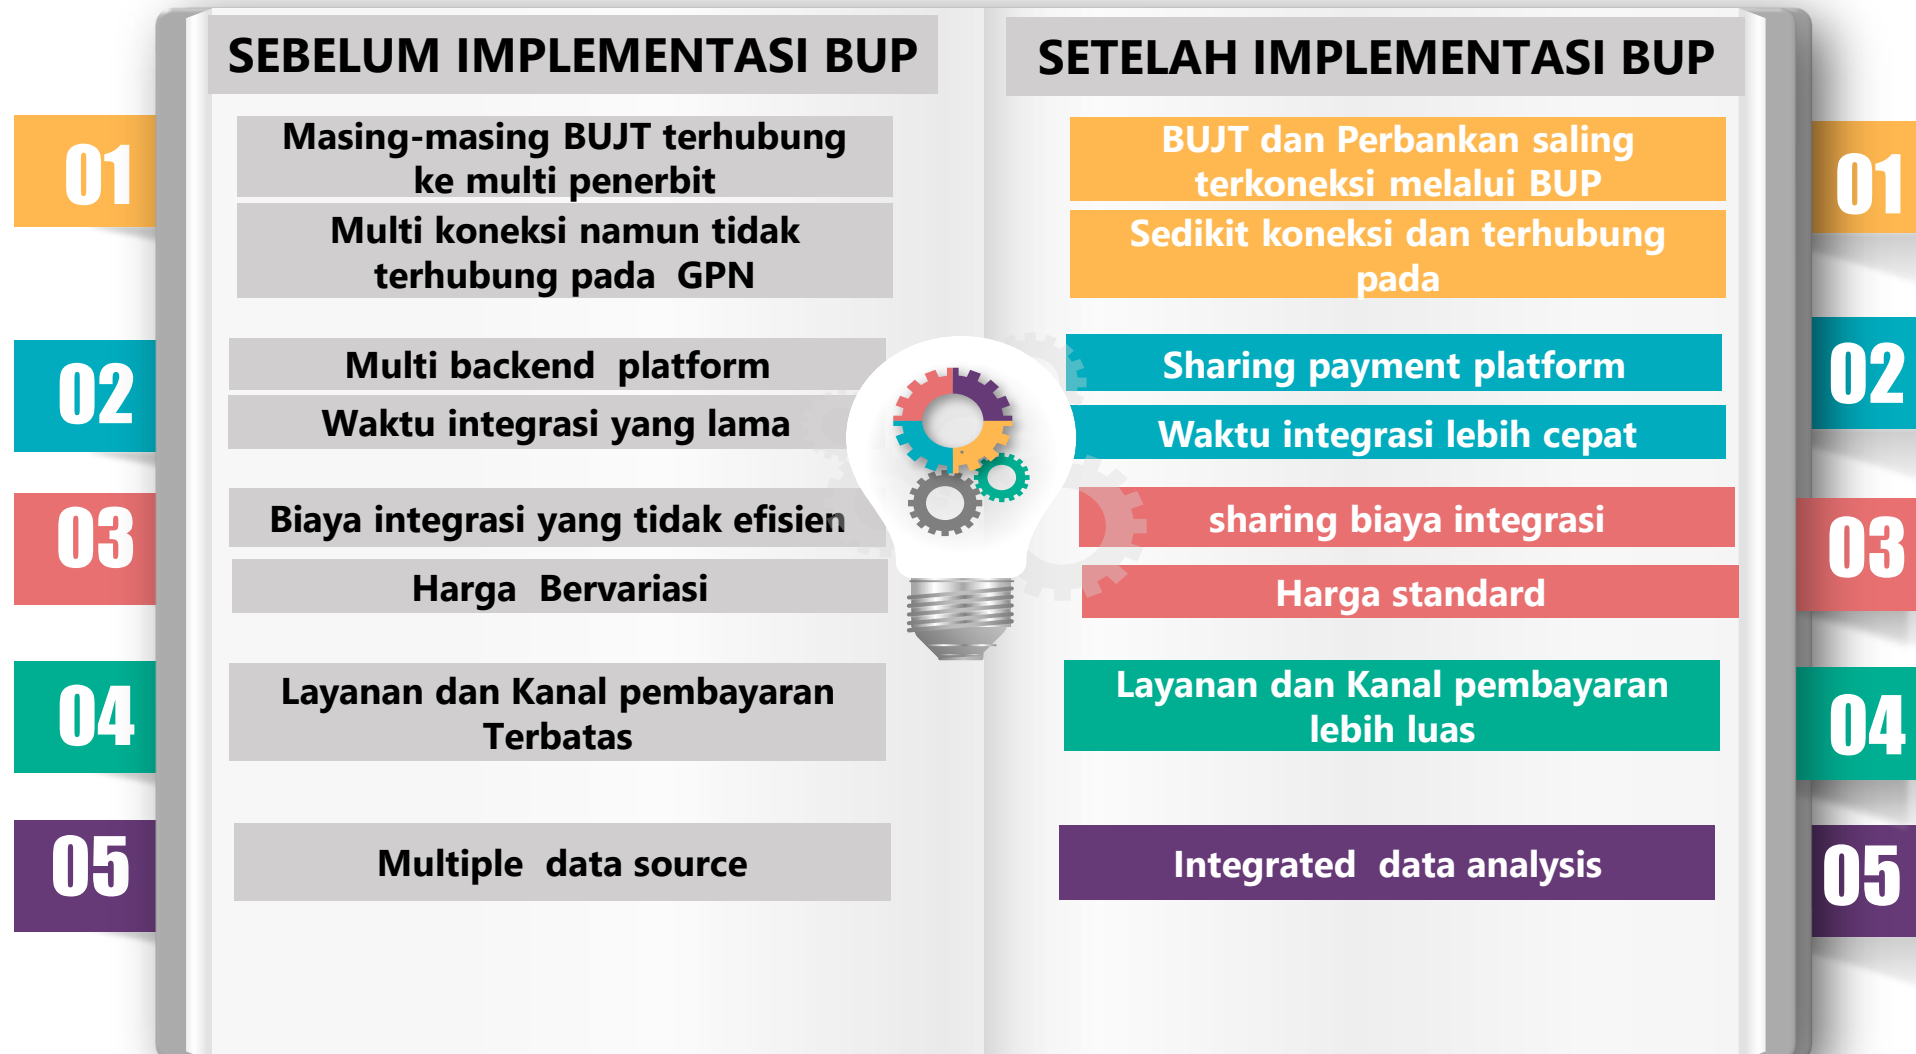 SEBELUM IMPLEMENTASI BUP
01
Masing-masing BUJT terhubung
ke multi penerbit
Multi koneksi namun tidak
terhubung pada GPN
02
Multi backend platform
Waktu integrasi yang lama
03
Biaya integrasi yang tidak efisien
Harga Bervariasi
04
Layanan dan Kanal pembayaran
Terbatas
05
Multiple data source
SETELAH IMPLEMENTASI BUP
01
BUJT dan Perbankan saling
terkoneksi melalui BUP
Sedikit koneksi dan terhubung
pada
02
Sharing payment platform
Waktu integrasi lebih cepat
03
sharing biaya integrasi
Harga standard
04
Layanan dan Kanal pembayaran
lebih luas
05
Integrated data analysis